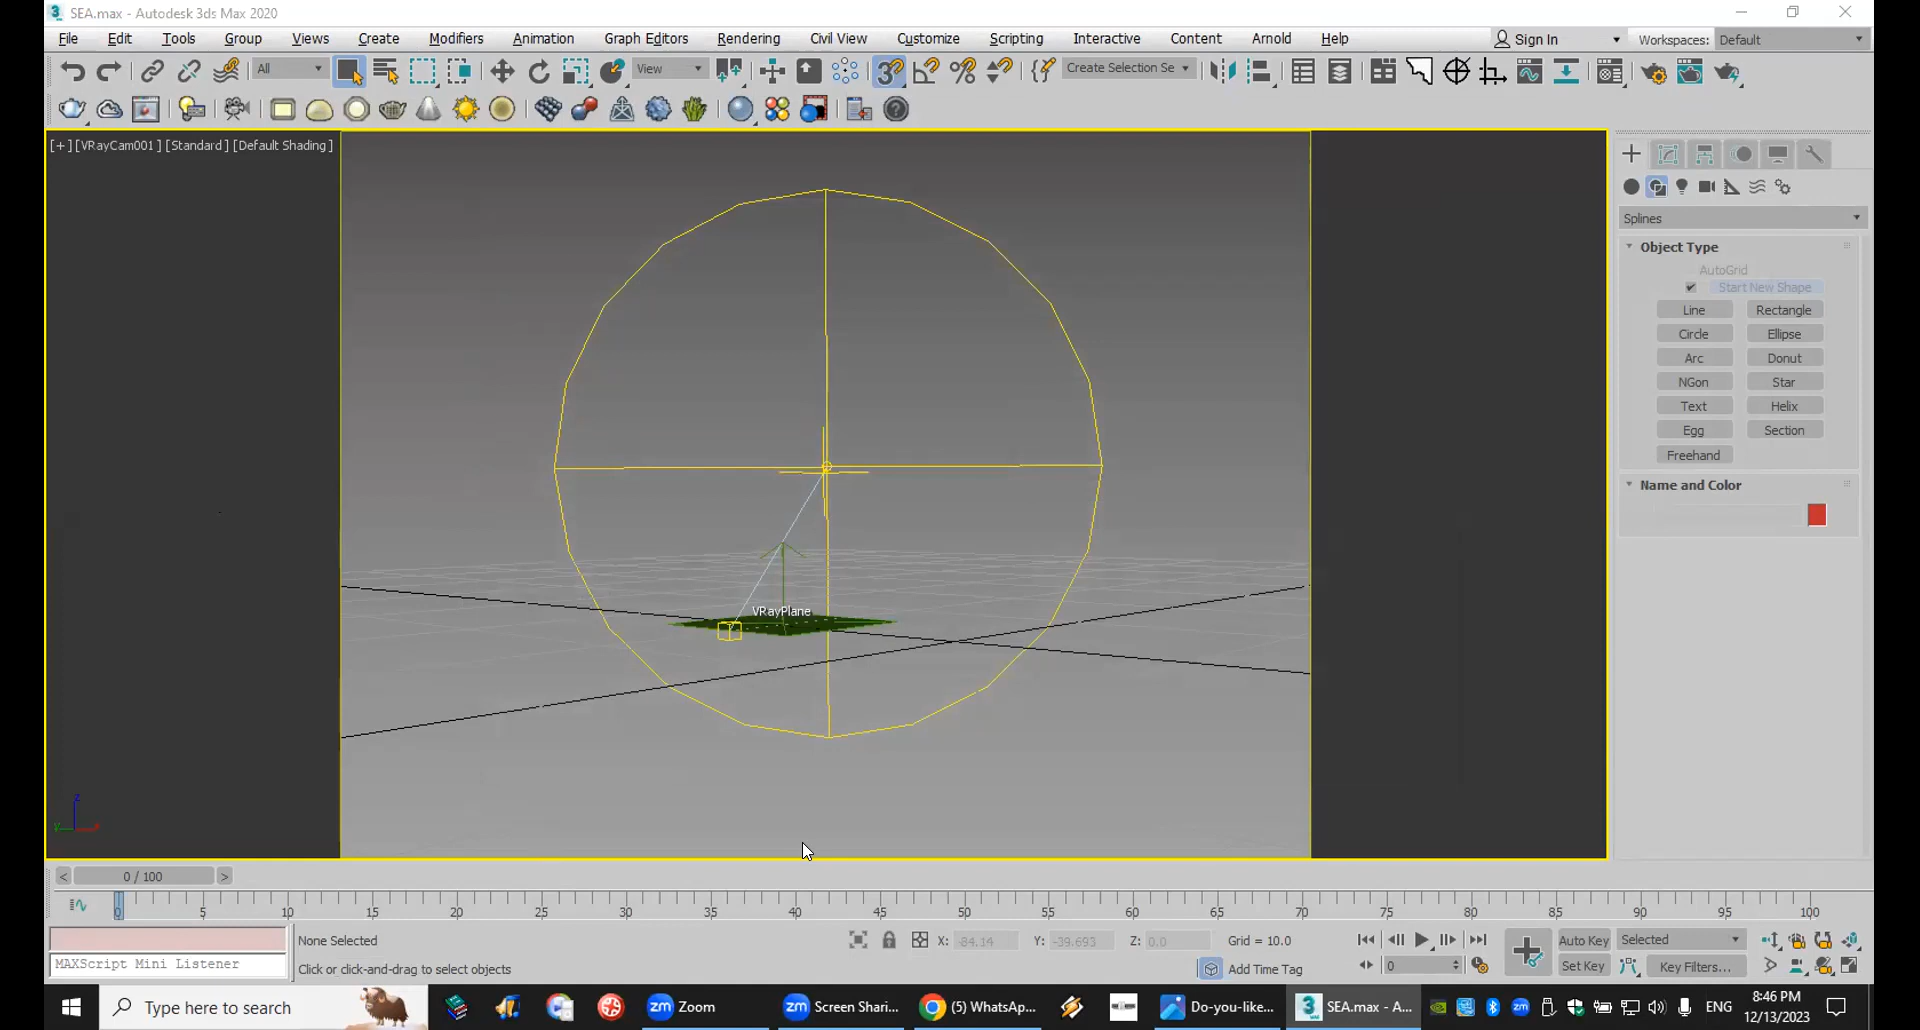 SEA.max - Autodesk 3ds Max 2020
File Edit Tools Group Views Create Modifiers Animation Graph Editors Rendering Civil View Customize Scripting Interactive Content Arnold Help Sign In Workspaces: Default
All View 3 Create Selection Se
[+] [VRayCam001] [Standard] [Default Shading]
Splines
Object Type
AutoGrid
Start New Shape
Line Rectangle
Circle Ellipse
Arc Donut
NGon Star
Text Helix
Egg Section
Freehand
Name and Color
VRayPlane
z
x
< 0 / 100 >
0 5 10 15 20 25 30 35 40 45 50 55 60 65 70 75 80 85 90 95 100
None Selected X: -84.14 Y: -39.693 Z: 0.0 Grid = 10.0 Auto Key Selected
MAXScript Mini Listener Click or click-and-drag to select objects Add Time Tag 0 Set Key Key Filters...
Type here to search zm Zoom zm Screen Shari... (5) WhatsAp... Do-you-like... 3 SEA.max - A... zm ENG 8:46 PM
12/13/2023